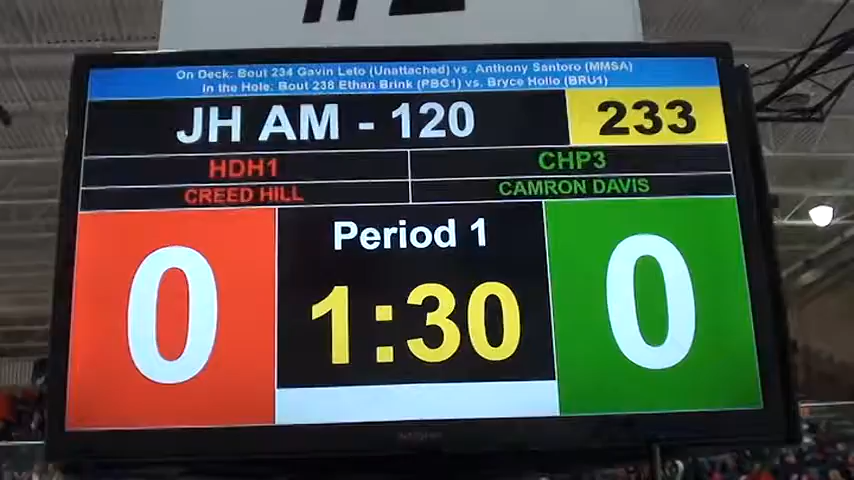 On Deck: Bout 234 Gavin Leto (Unattached) vs. Anthony Santoro (MMSA)
In the Hole: Bout 238 Ethan Brink (PBG1) vs. Bryce Hollo (BRU1)
JH AM - 120
233
HDH1
CHP3
CREED HILL
CAMRON DAVIS
Period 1
0
1:30
0